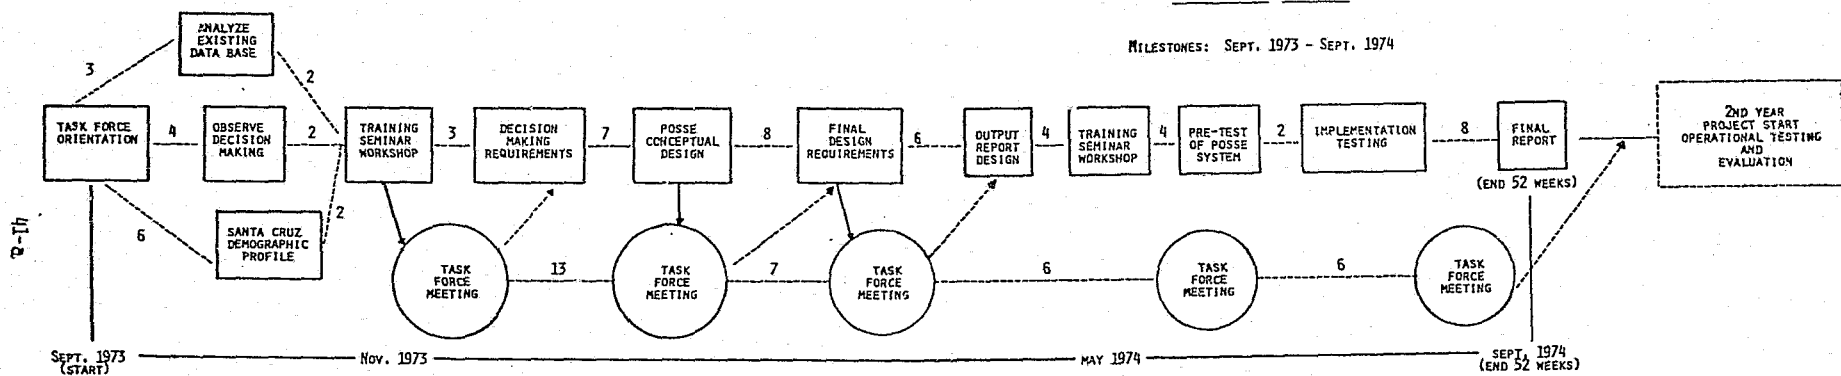 MILESTONES: SEPT. 1973 - SEPT. 1974
ANALYZE
EXISTING
DATA BASE
3
2
TASK FORCE
ORIENTATION
4
OBSERVE
DECISION
MAKING
2
TRAINING
SEMINAR
WORKSHOP
3
DECISION
MAKING
REQUIREMENTS
7
POSSE
CONCEPTUAL
DESIGN
8
FINAL
DESIGN
REQUIREMENTS
6
OUTPUT
REPORT
DESIGN
4
TRAINING
SEMINAR
WORKSHOP
4
PRE-TEST
OF POSSE
SYSTEM
2
IMPLEMENTATION
TESTING
8
FINAL
REPORT
(END 52 WEEKS)
2ND YEAR
PROJECT START
OPERATIONAL TESTING
AND
EVALUATION
6
SANTA CRUZ
DEMOGRAPHIC
PROFILE
2
TASK
FORCE
MEETING
13
TASK
FORCE
MEETING
7
TASK
FORCE
MEETING
6
TASK
FORCE
MEETING
6
TASK
FORCE
MEETING
SEPT. 1973
(START)
NOV. 1973
MAY 1974
SEPT. 1974
(END 52 WEEKS)